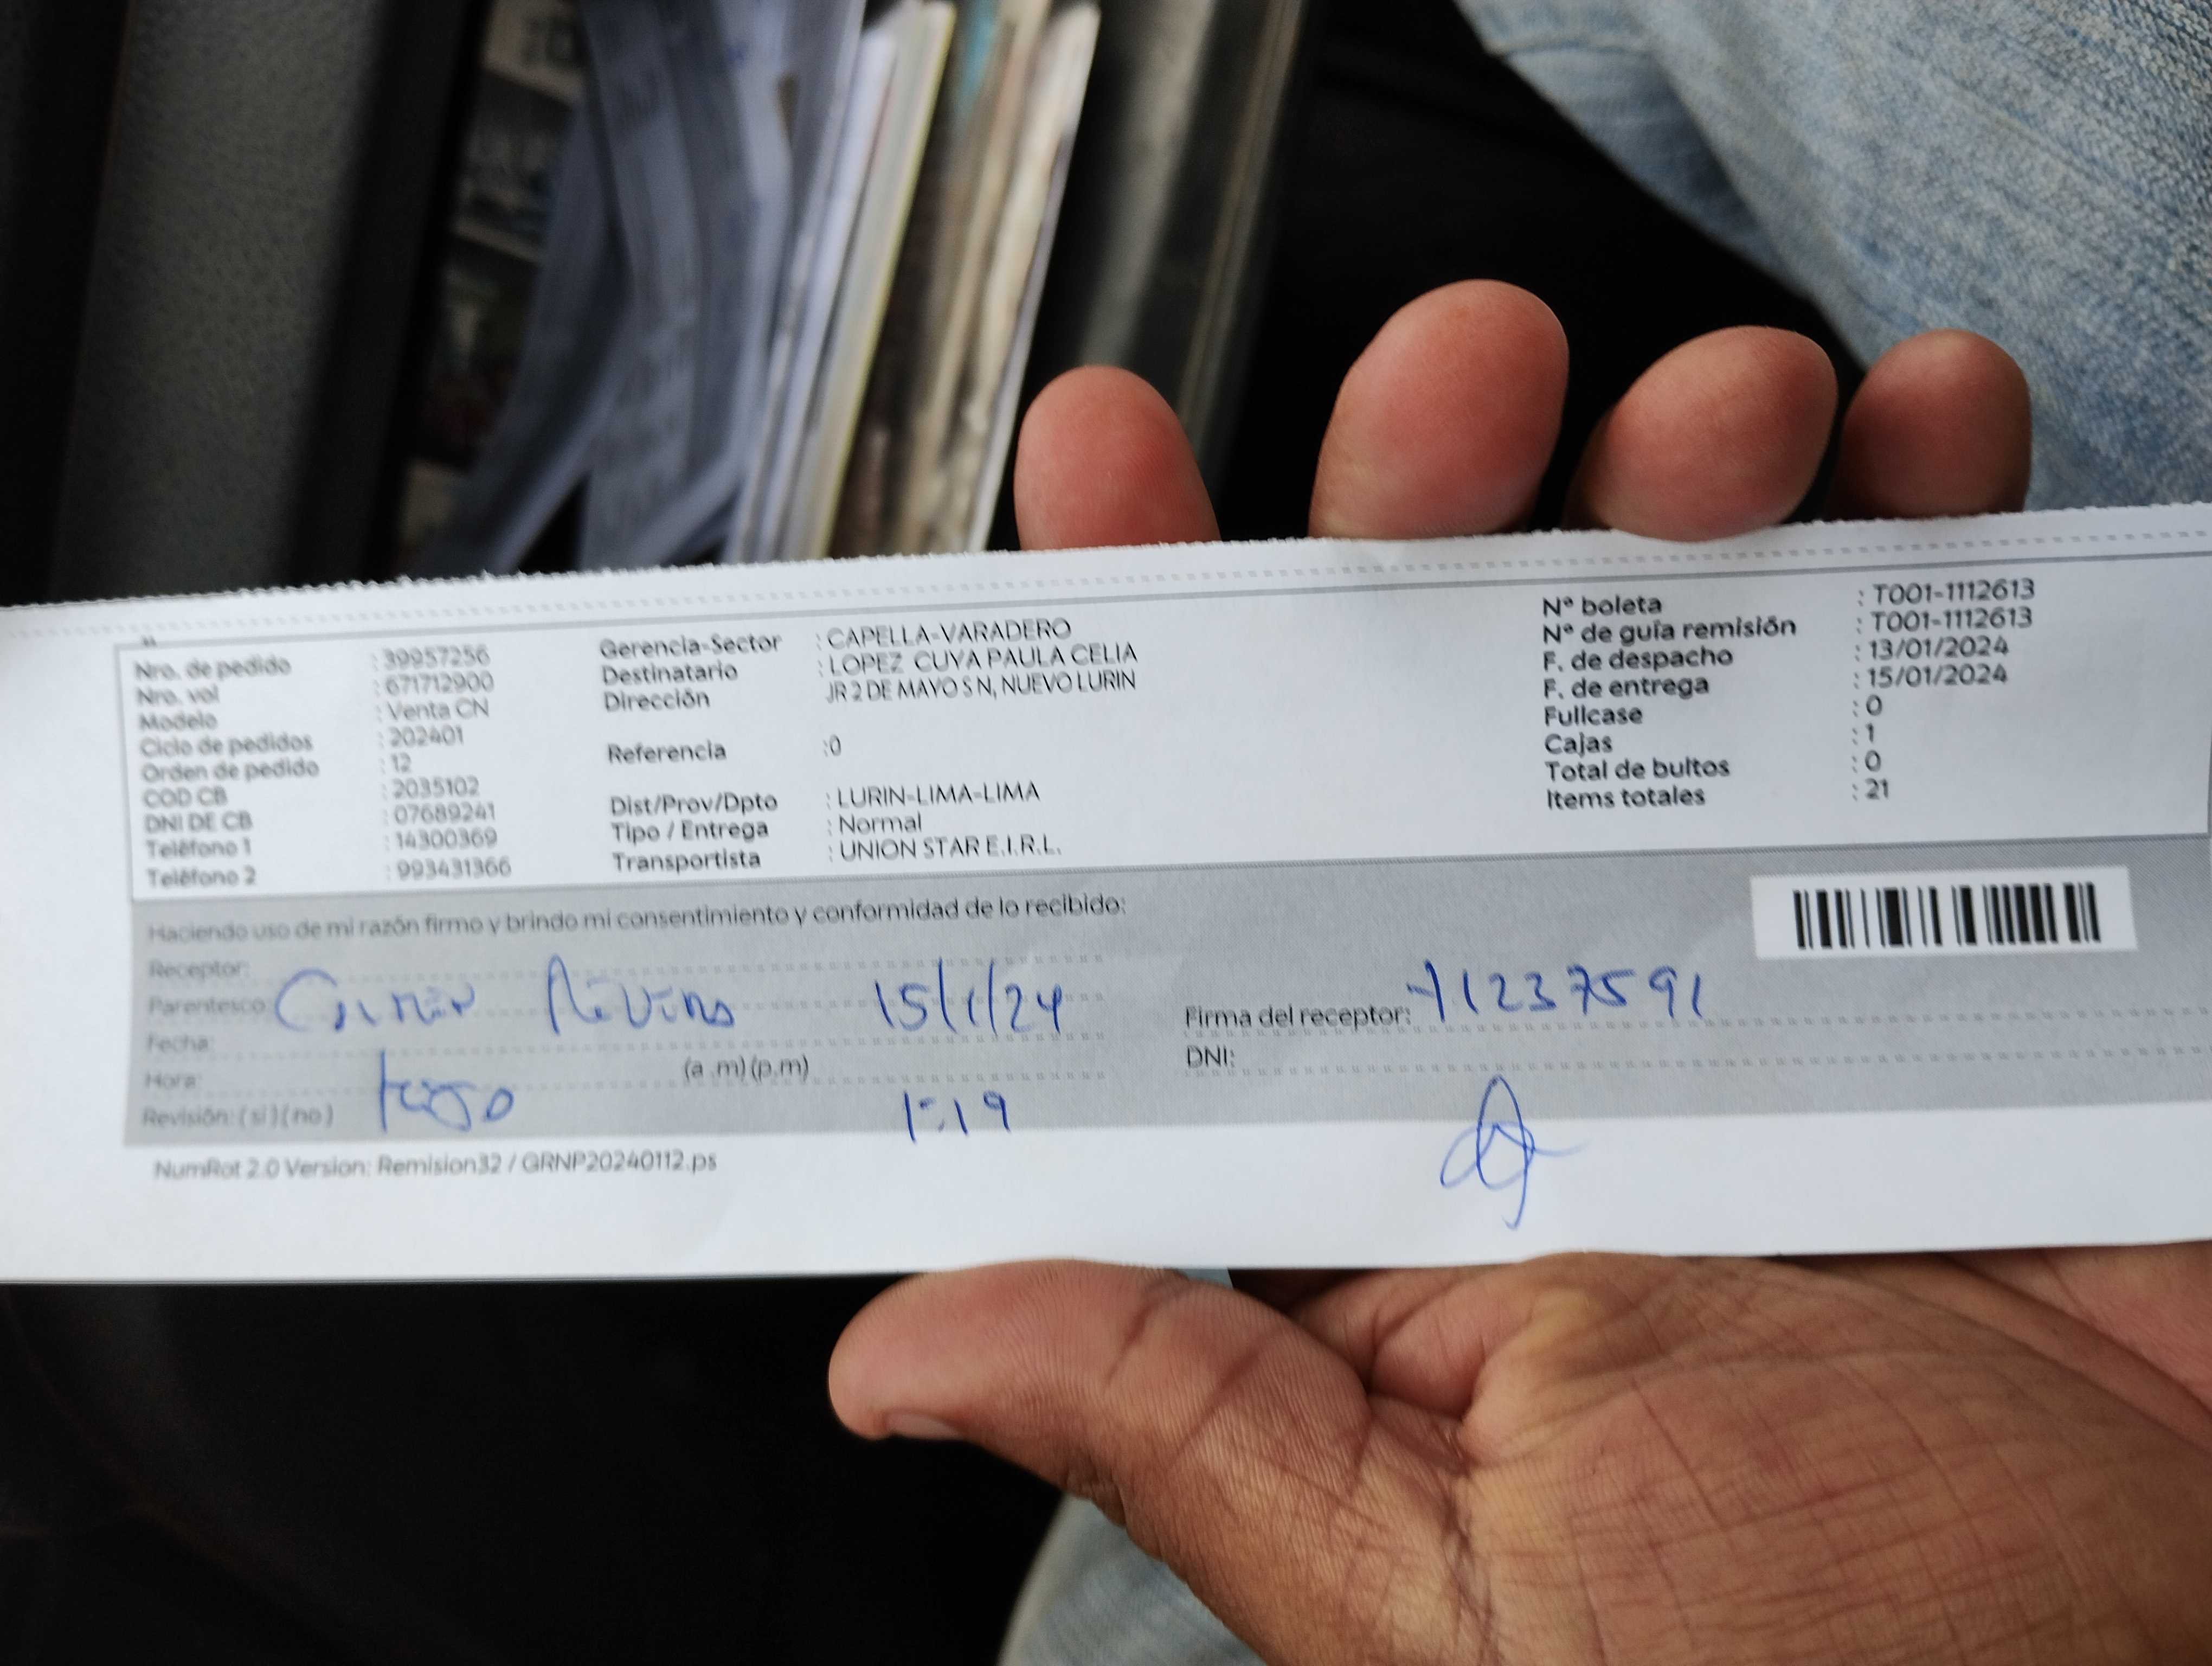 Nro. de pedido : 39957256
Nro. vol : 671712900
Modelo : Venta CN
Ciclo de pedidos : 202401
Orden de pedido : 12
COD CB : 2035102
DNI DE CB : 07689241
Teléfono 1 : 14300369
Teléfono 2 : 993431366
Gerencia-Sector : CAPELLA-VARADERO
Destinatario : LOPEZ CUYA PAULA CELIA
Dirección JR 2 DE MAYO S N, NUEVO LURIN
Referencia :0
Dist/Prov/Dpto : LURIN-LIMA-LIMA
Tipo / Entrega : Normal
Transportista : UNION STAR E.I.R.L.
Nº boleta : T001-1112613
Nº de guía remisión : T001-1112613
F. de despacho : 13/01/2024
F. de entrega : 15/01/2024
Fullcase : 0
Cajas : 1
Total de bultos : 0
Items totales : 21
Haciendo uso de mi razón firmo y brindo mi consentimiento y conformidad de lo recibido:
Receptor:
Parentesco: 15/1/24
Fecha:
Hora: (a .m) (p.m)
Revisión: ( si ) ( no ) 1:19
Firma del receptor: 71237591
DNI:
NumRot 2.0 Version: Remision32 / GRNP20240112.ps